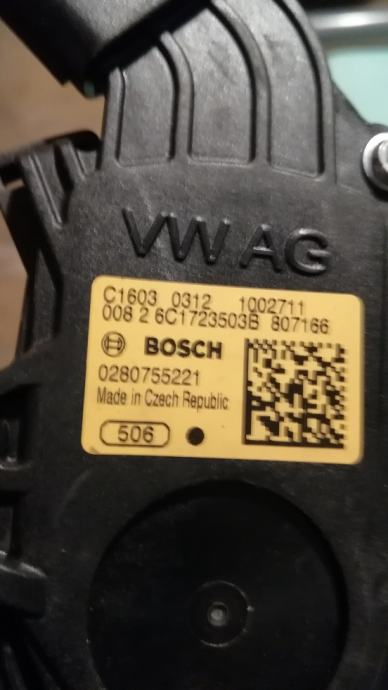 VW AG
C1603 0312 1002711
008 2 6C1723503B 807166
BOSCH
0280755221
Made in Czech Republic
506